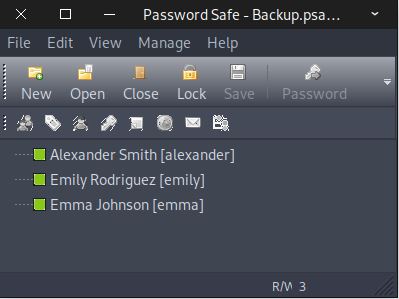 Password Safe - Backup.psa...
File Edit View Manage Help
New Open Close Lock Save Password
Alexander Smith [alexander]
Emily Rodriguez [emily]
Emma Johnson [emma]
R/W 3